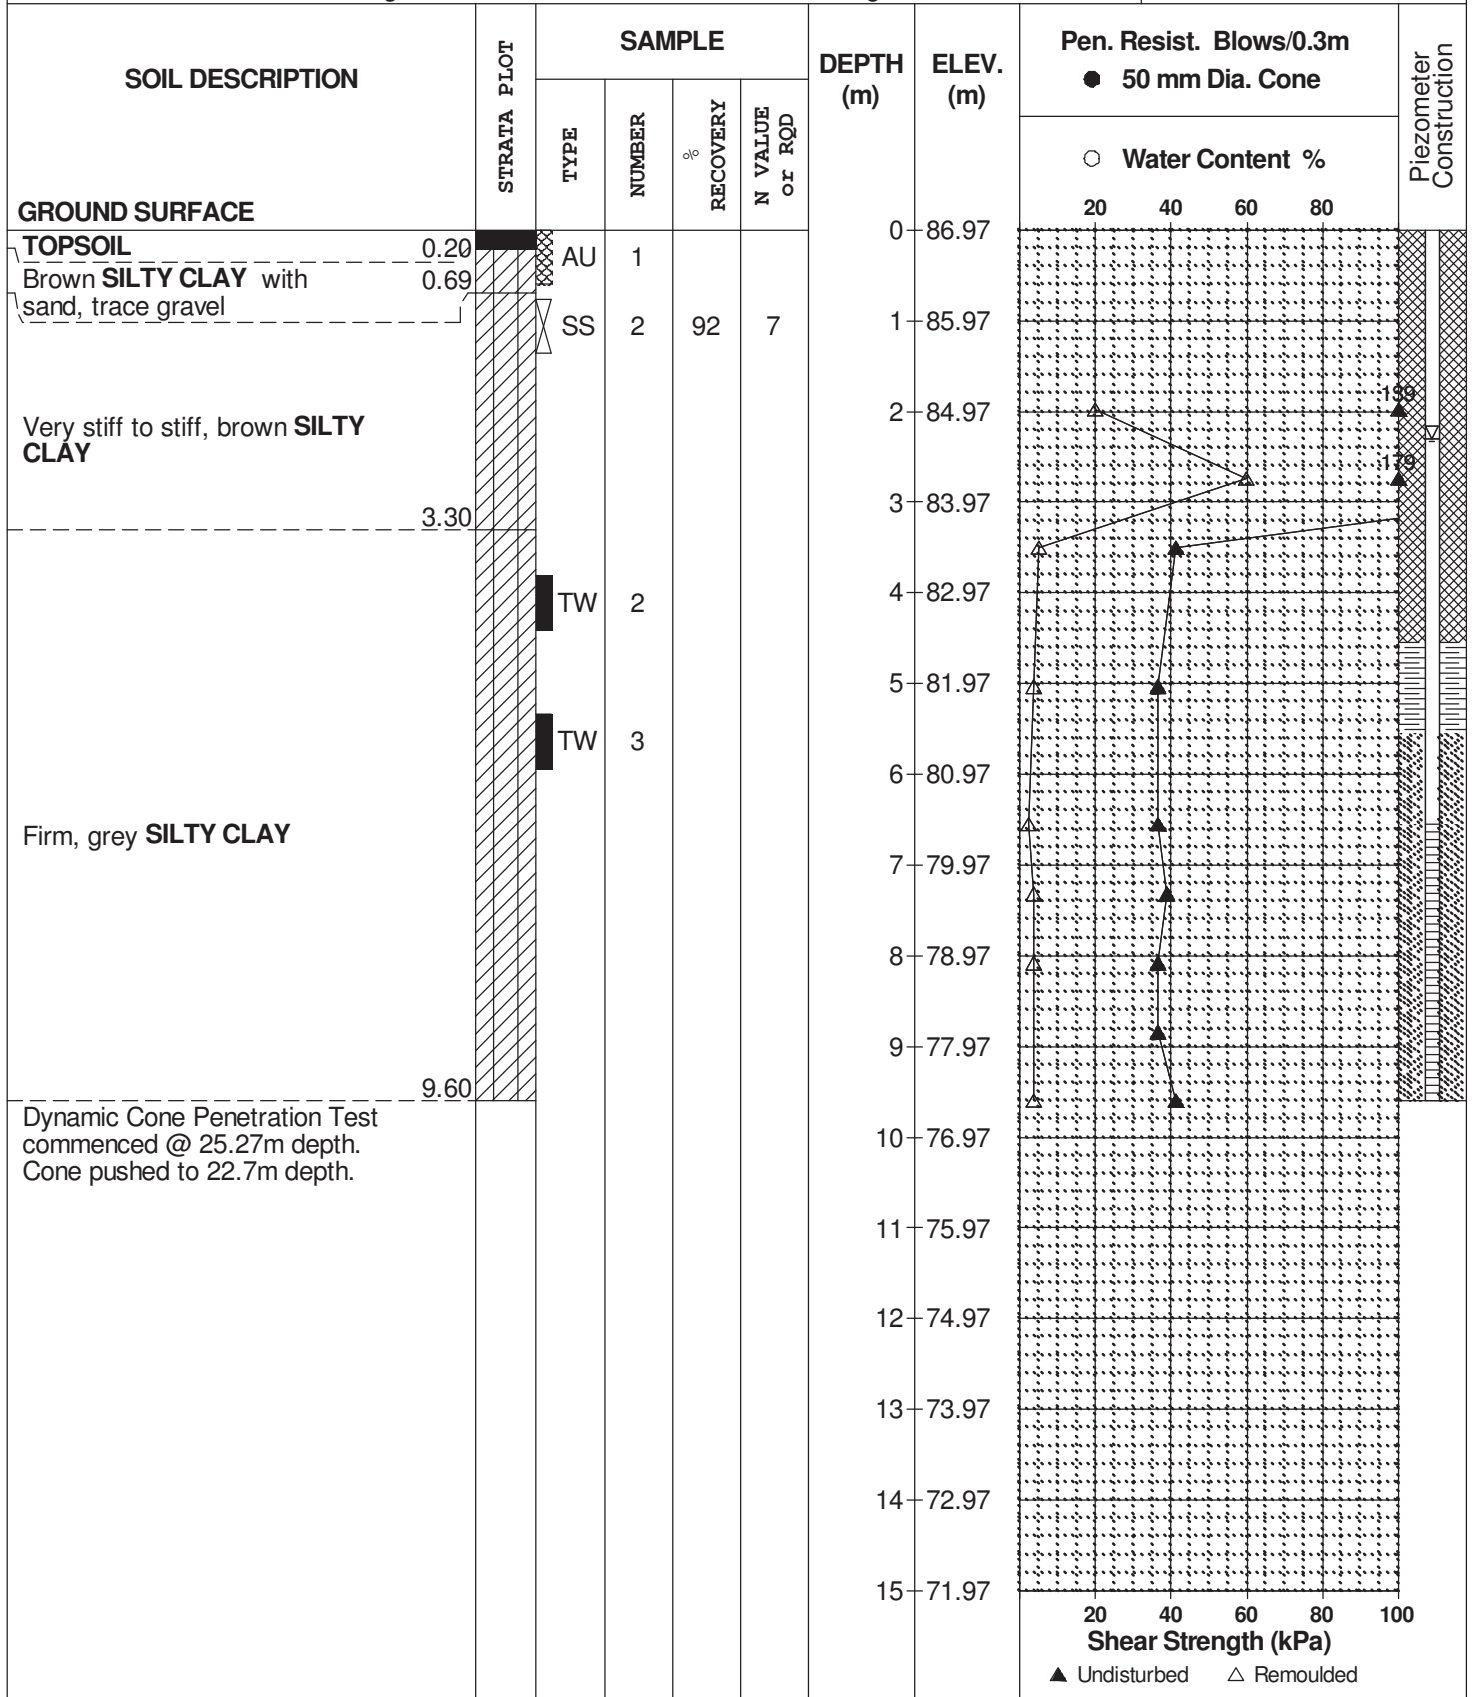 SOIL DESCRIPTION
STRATA PLOT
SAMPLE
TYPE
NUMBER
% RECOVERY
N VALUE or RQD
DEPTH (m)
ELEV. (m)
Pen. Resist. Blows/0.3m
● 50 mm Dia. Cone
○ Water Content %
Piezometer Construction
20 40 60 80
GROUND SURFACE
0 86.97
TOPSOIL 0.20
AU 1
Brown SILTY CLAY with 0.69
sand, trace gravel
SS 2 92 7
1 85.97
139
2 84.97
Very stiff to stiff, brown SILTY
CLAY
179
3 83.97
3.30
TW 2
4 82.97
5 81.97
TW 3
6 80.97
Firm, grey SILTY CLAY
7 79.97
8 78.97
9 77.97
9.60
Dynamic Cone Penetration Test
commenced @ 25.27m depth.
Cone pushed to 22.7m depth.
10 76.97
11 75.97
12 74.97
13 73.97
14 72.97
15 71.97
20 40 60 80 100
Shear Strength (kPa)
▲ Undisturbed △ Remoulded